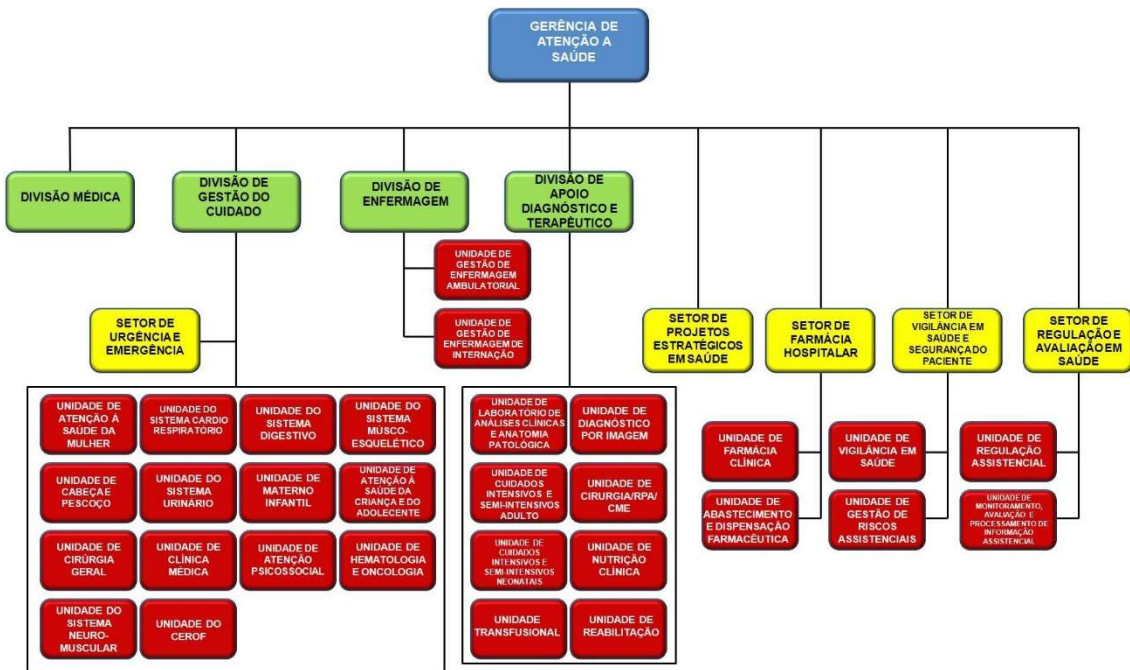 GERÊNCIA DE
ATENÇÃO A
SAÚDE
DIVISÃO MÉDICA
DIVISÃO DE
GESTÃO DO
CUIDADO
DIVISÃO DE
ENFERMAGEM
DIVISÃO DE
APOIO
DIAGNÓSTICO E
TERAPÊUTICO
UNIDADE DE
GESTÃO DE
ENFERMAGEM
AMBULATORIAL
UNIDADE DE
GESTÃO DE
ENFERMAGEM DE
INTERNAÇÃO
SETOR DE
URGÊNCIA E
EMERGÊNCIA
SETOR DE
PROJETOS
ESTRATÉGICOS
EM SAÚDE
SETOR DE
FARMÁCIA
HOSPITALAR
SETOR DE
VIGILÂNCIA EM
SAÚDE E
SEGURANÇA DO
PACIENTE
SETOR DE
REGULAÇÃO E
AVALIAÇÃO EM
SAÚDE
UNIDADE DE
ATENÇÃO À
SAÚDE DA
MULHER
UNIDADE DO
SISTEMA CARDIO
RESPIRATÓRIO
UNIDADE DO
SISTEMA
DIGESTIVO
UNIDADE DO
SISTEMA
MÚSCO-
ESQUELÉTICO
UNIDADE
DE CABEÇA E
PESCOÇO
UNIDADE DO
SISTEMA
URINÁRIO
UNIDADE DE
MATERNO
INFANTIL
UNIDADE DE
ATENÇÃO À
SAÚDE DA
CRIANÇA E DO
ADOLECENTE
UNIDADE DE
CIRÚRGIA
GERAL
UNIDADE DE
CLÍNICA
MÉDICA
UNIDADE DE
ATENÇÃO
PSICOSSOCIAL
UNIDADE DE
HEMATOLOGIA
E ONCOLOGIA
UNIDADE DO
SISTEMA
NEURO-
MUSCULAR
UNIDADE DO
CEROF
UNIDADE DE
LABORATÓRIO DE
ANÁLISES CLÍNICAS
E ANATOMIA
PATOLÓGICA
UNIDADE DE
DIAGNÓSTICO
POR IMAGEM
UNIDADE DE
CUIDADOS
INTENSIVOS E
SEMI-INTENSIVOS
ADULTO
UNIDADE DE
CIRURGIA/RPA/
CME
UNIDADE DE
CUIDADOS
INTENSIVOS E
SEMI-INTENSIVOS
NEONATAIS
UNIDADE DE
NUTRIÇÃO
CLÍNICA
UNIDADE
TRANSFUSIONAL
UNIDADE DE
REABILITAÇÃO
UNIDADE DE
FARMÁCIA
CLÍNICA
UNIDADE DE
VIGILÂNCIA EM
SAÚDE
UNIDADE DE
REGULAÇÃO
ASSISTENCIAL
UNIDADE DE
ABASTECIMENTO
E DISPENSAÇÃO
FARMACÊUTICA
UNIDADE DE
GESTÃO DE
RISCOS
ASSISTENCIAIS
UNIDADE DE
MONITORAMENTO,
AVALIAÇÃO E
PROCESSAMENTO DE
INFORMAÇÃO
ASSISTENCIAL